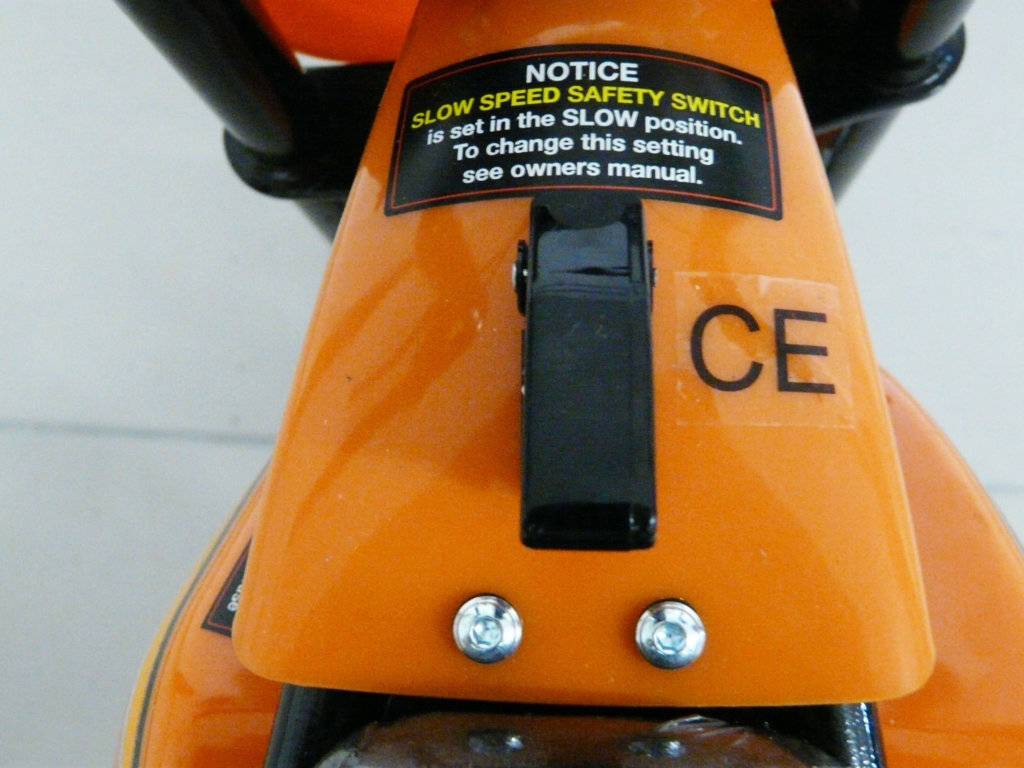 NOTICE
SLOW SPEED SAFETY SWITCH
is set in the SLOW position.
To change this setting
see owners manual.
CE